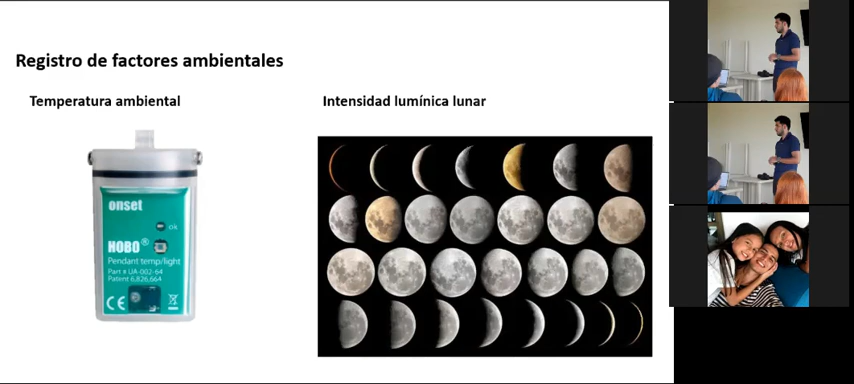 Registro de factores ambientales
Temperatura ambiental
Intensidad lumínica lunar
onset
ok
HOBO®
Pendant temp/light
Part # UA-002-64
Patent 6,826,664
CE